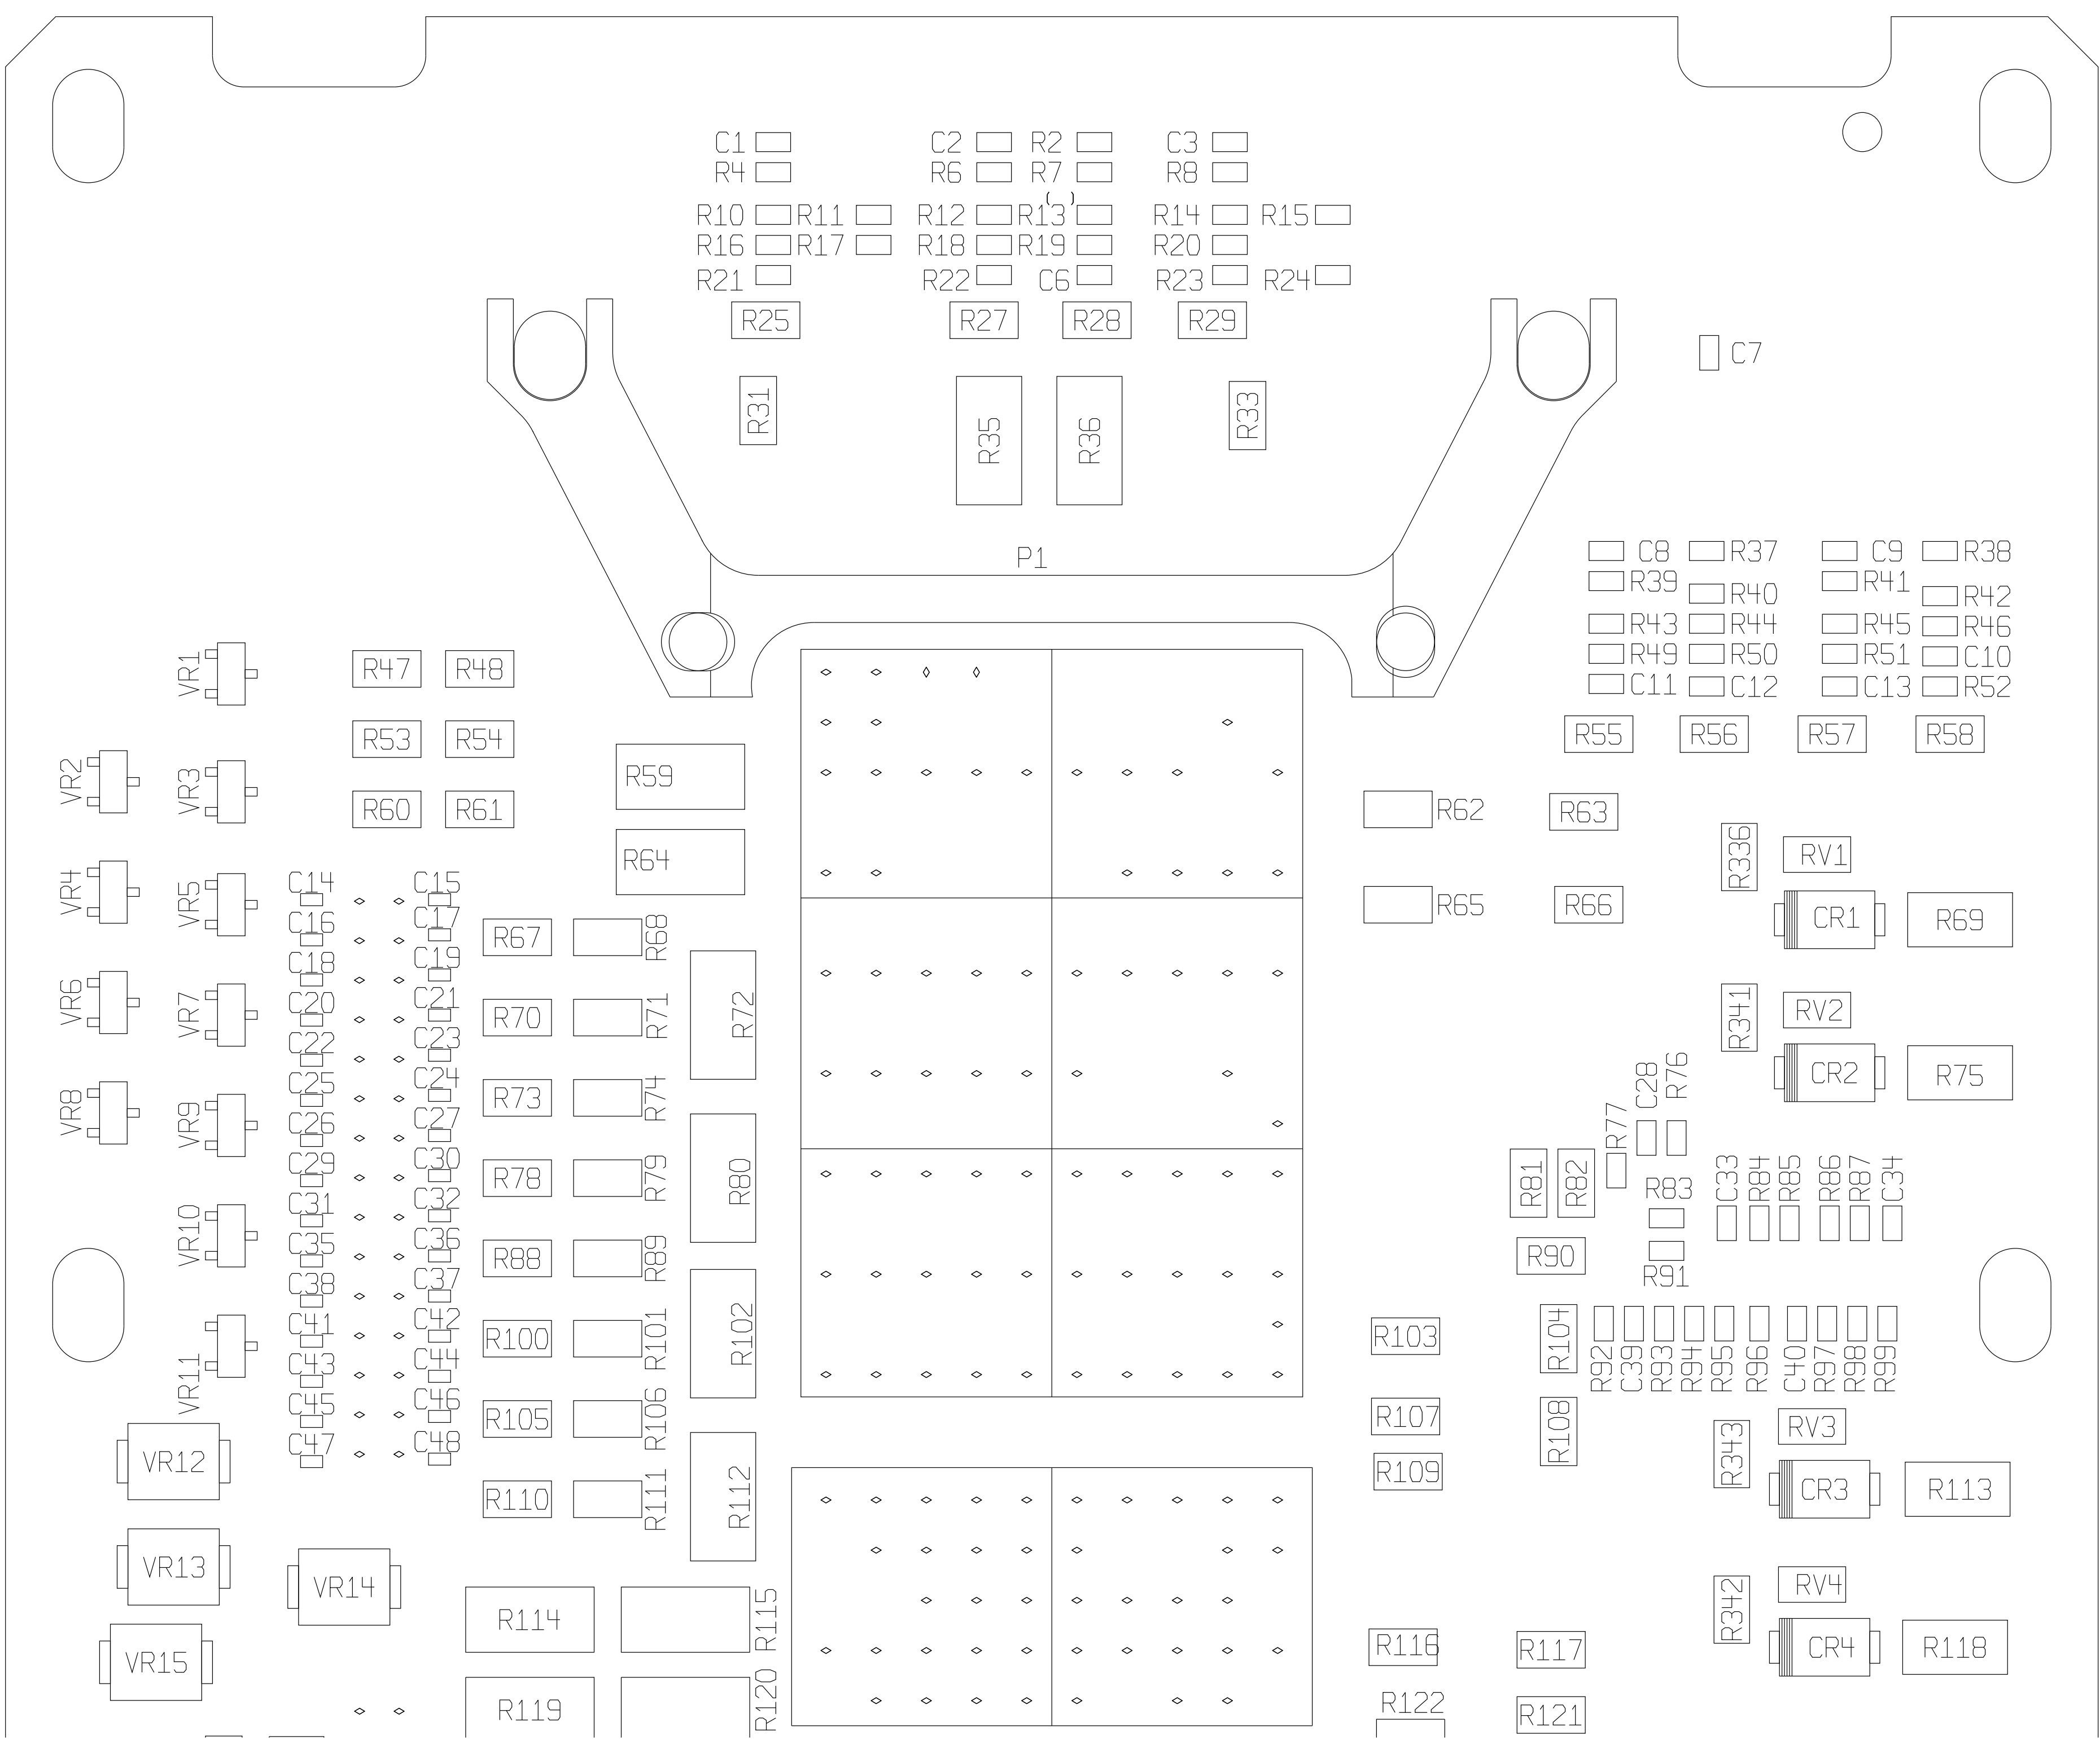 C1 C2 R2 C3
R4 R6 R7 R8
R10 R11 R12 R13 R14 R15
R16 R17 R18 R19 R20
R21 R22 C6 R23 R24
R25 R27 R28 R29
C7
R31 R35 R36 R33
P1
C8 R37 C9 R38
R39 R40 R41 R42
R43 R44 R45 R46
R49 R50 R51 C10
C11 C12 C13 R52
VR1 R47 R48
R53 R54 R55 R56 R57 R58
VR2 VR3 R59
R60 R61 R62 R63
R64 R336 RV1
VR4 VR5 C14 C15 R65 R66 CR1 R69
C16 C17
R67 R68
C18 C19
VR6 VR7 C20 C21 R70 R71 R72 R341 RV2
C22 C23
C25 C24 R73 R74 C28 R76 CR2 R75
VR8 VR9 C26 C27 R77
C29 C30 R78 R79 R80 R81 R82 R83 C33 R84 R85 R86 R87 C34
C31 C32
VR10 C35 C36 R88 R89 R90
C38 C37 R91
C41 C42 R100 R101 R102 R103 R104
VR11 C43 C44 R92 C39 R93 R94 R95 R96 C40 R97 R98 R99
C45 C46 R105 R106 R107 R108 RV3
C47 C48
VR12 R109 R343
R110 R111 R112 CR3 R113
VR13 VR14 R342 RV4
R114 R115
VR15 R116 R117 CR4 R118
R119 R120 R122 R121